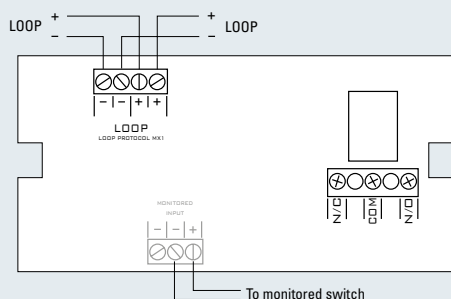 LOOP + + LOOP
− −
− − + +
LOOP
LOOP PROTOCOL MX1
N/C COM N/O
MONITORED
INPUT
− − +
To monitored switch